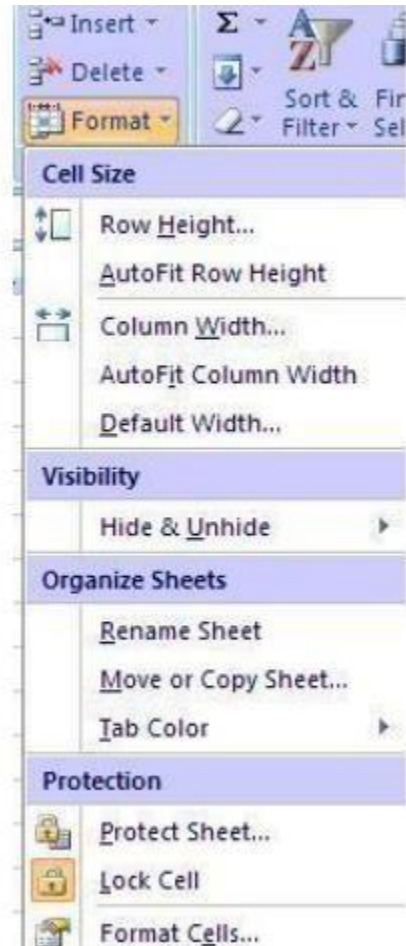 Insert
Σ
Delete
Format
Sort &
Filter
Cell Size
Row Height...
AutoFit Row Height
Column Width...
AutoFit Column Width
Default Width...
Visibility
Hide & Unhide
Organize Sheets
Rename Sheet
Move or Copy Sheet...
Tab Color
Protection
Protect Sheet...
Lock Cell
Format Cells...